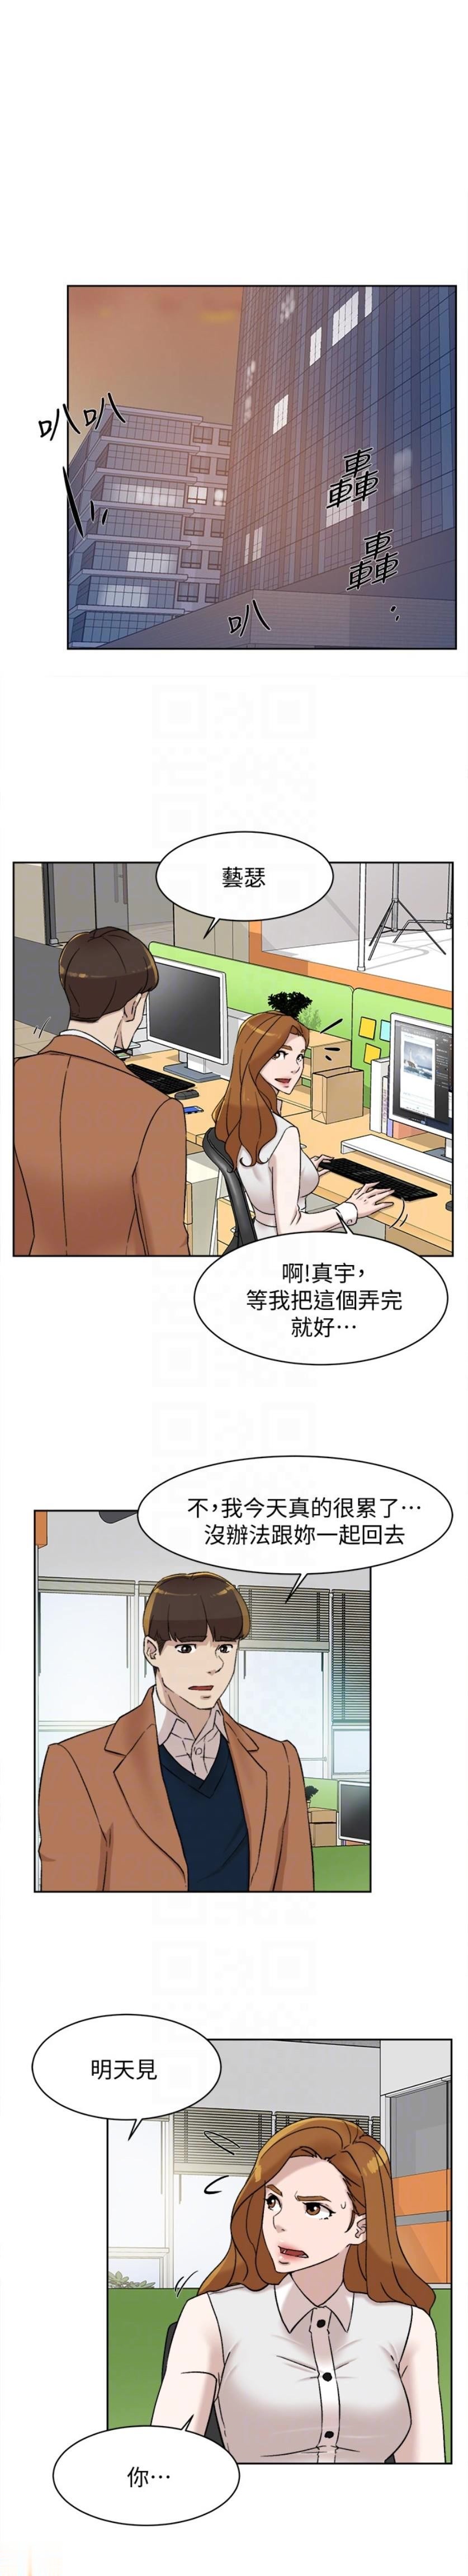 叭叭
轟
轟
叭
藝瑟
啊!真宇,
等我把這個弄完
就好…
不,我今天真的很累了…
沒辦法跟妳一起回去
明天見
你…